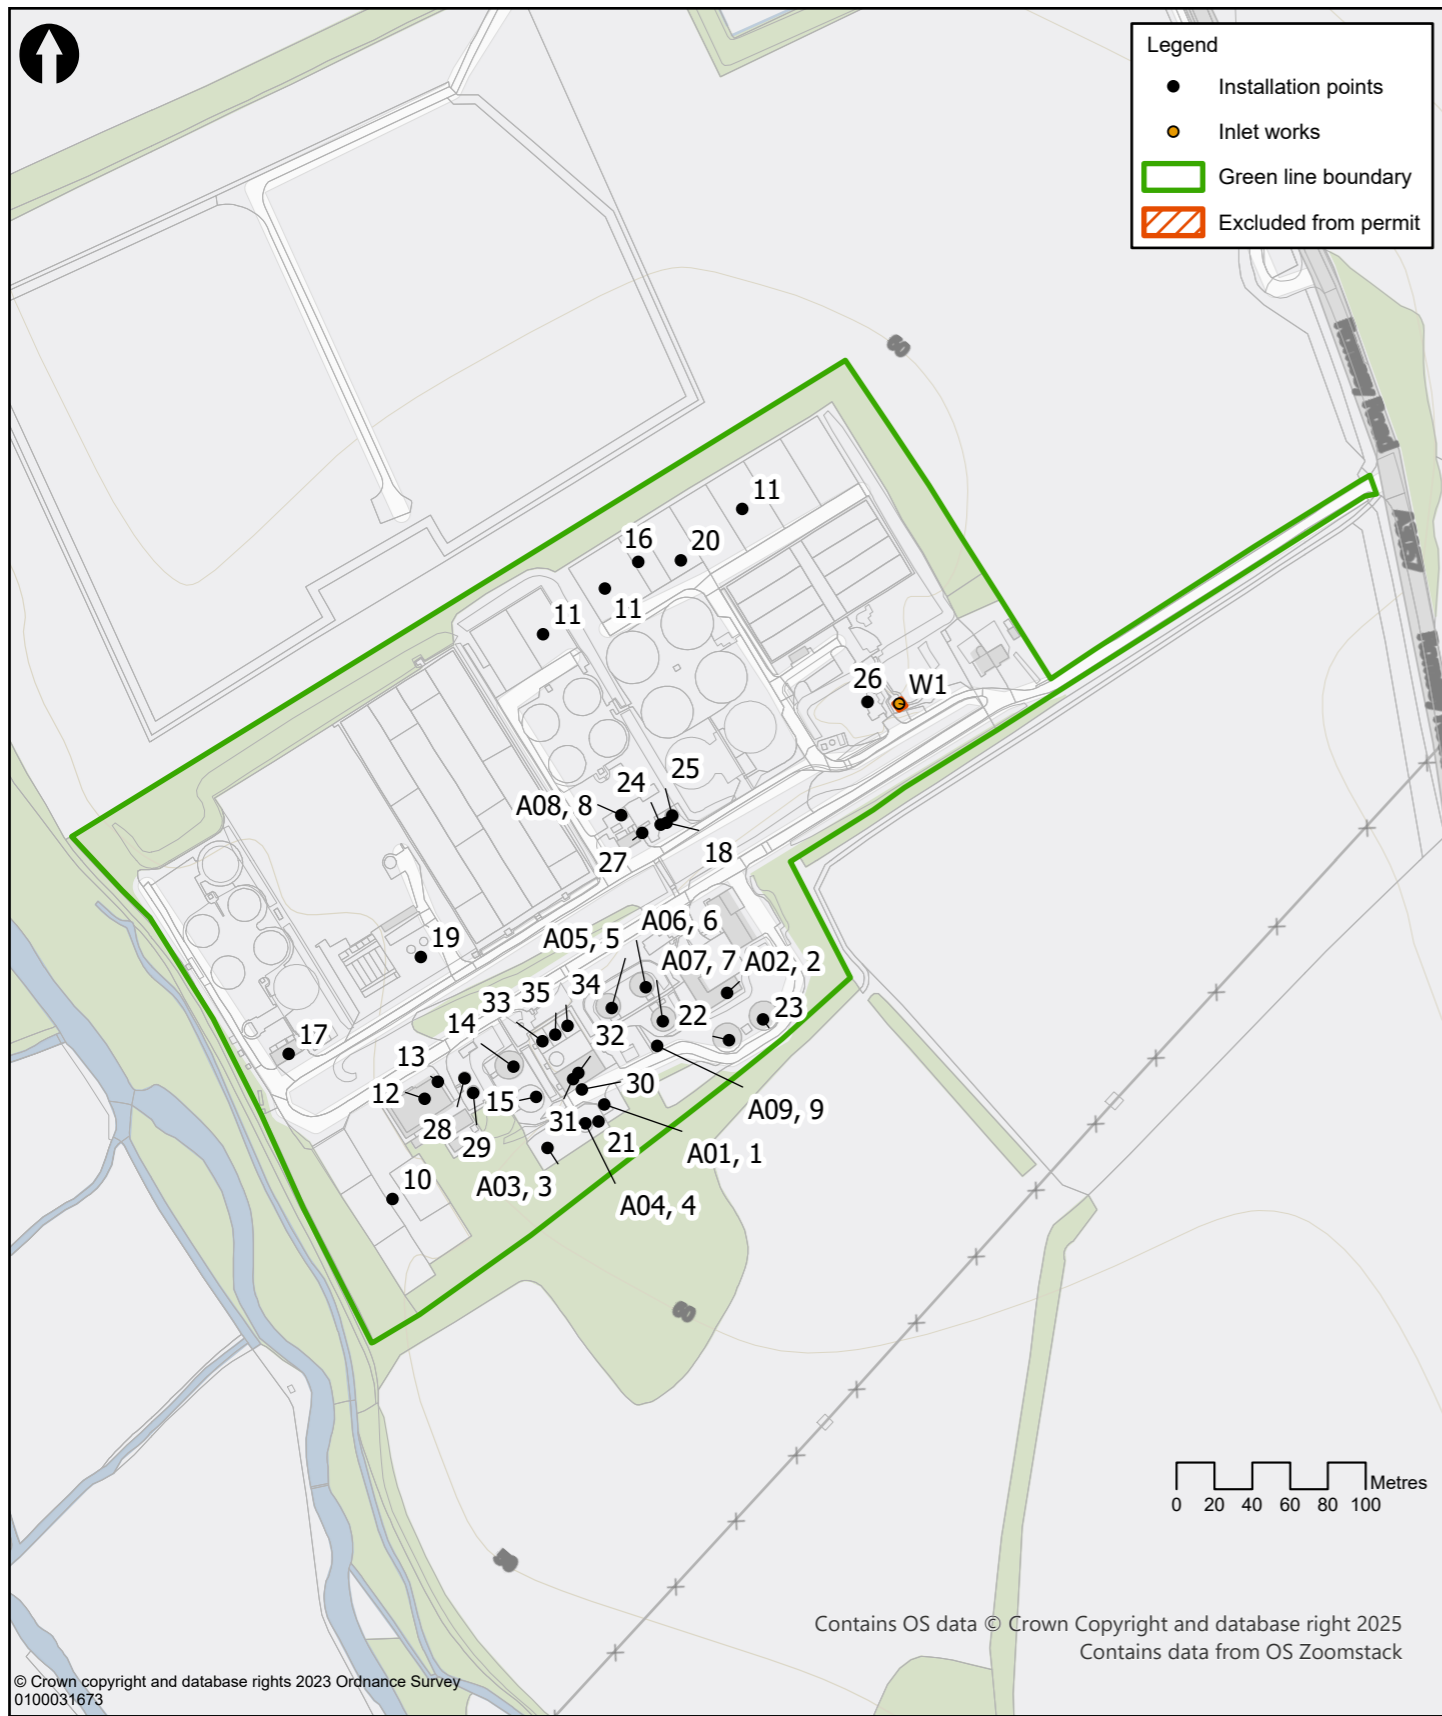 Legend
Installation points
Inlet works
Green line boundary
Excluded from permit
Romsey Road
A3057
11
16
20
11
11
26
W1
25
24
A08, 8
27
18
A06, 6
A05, 5
19
A07, 7
A02, 2
35
34
33
22
23
14
32
17
13
12
15
30
28
31
A09, 9
29
21
A01, 1
A03, 3
10
A04, 4
Metres
0 20 40 60 80 100
Contains OS data © Crown Copyright and database right 2025
Contains data from OS Zoomstack
© Crown copyright and database rights 2023 Ordnance Survey
0100031673